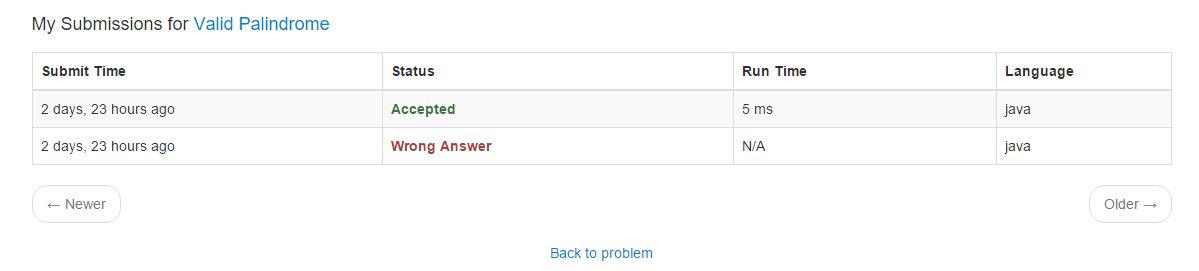 My Submissions for Valid Palindrome
Submit Time Status Run Time Language
2 days, 23 hours ago Accepted 5 ms java
2 days, 23 hours ago Wrong Answer N/A java
← Newer Older →
Back to problem